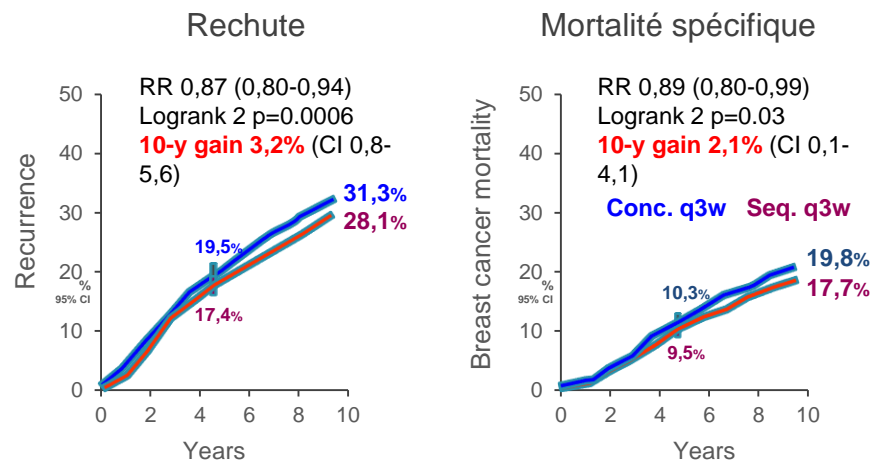 Rechute
RR 0,87 (0,80-0,94)
Logrank 2 p=0.0006
10-y gain 3,2% (CI 0,8-
5,6)
50
40
30
20
10
0
Recurrence
%
95% CI
31,3%
28,1%
19,5%
17,4%
0 2 4 6 8 10
Years
Mortalité spécifique
RR 0,89 (0,80-0,99)
Logrank 2 p=0.03
10-y gain 2,1% (CI 0,1-
4,1)
Conc. q3w Seq. q3w
50
40
30
20
10
0
Breast cancer mortality
%
95% CI
19,8%
17,7%
10,3%
9,5%
0 2 4 6 8 10
Years